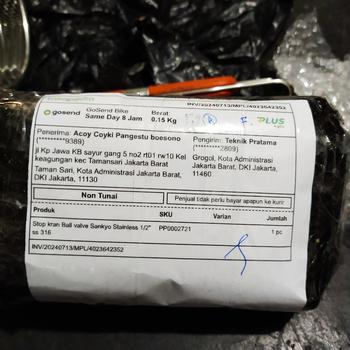 gosend
GoSend Bike
Same Day 8 Jam
Berat:
0.15 Kg
INV/20240713/MPL/4023642352
PLUS
Penerima: Acoy Coyki Pangestu boesono
(*********9389)
jl Kp Jawa KB sayur gang 5 no2 rt01 rw10 Kel
keagungan kec Tamansari Jakarta Barat
Taman Sari, Kota Administrasi Jakarta Barat,
DKI Jakarta, 11130
Pengirim: Teknik Pratama
(*********2809)
Grogol, Kota Administrasi
Jakarta Barat, DKI Jakarta,
11460
Non Tunai
Penjual tidak perlu bayar apapun ke kurir
Produk
SKU
Varian
Jumlah
Stop kran Ball valve Sankyo Stainless 1/2"
ss 316
PP0002721
1 pc
INV/20240713/MPL/4023642352